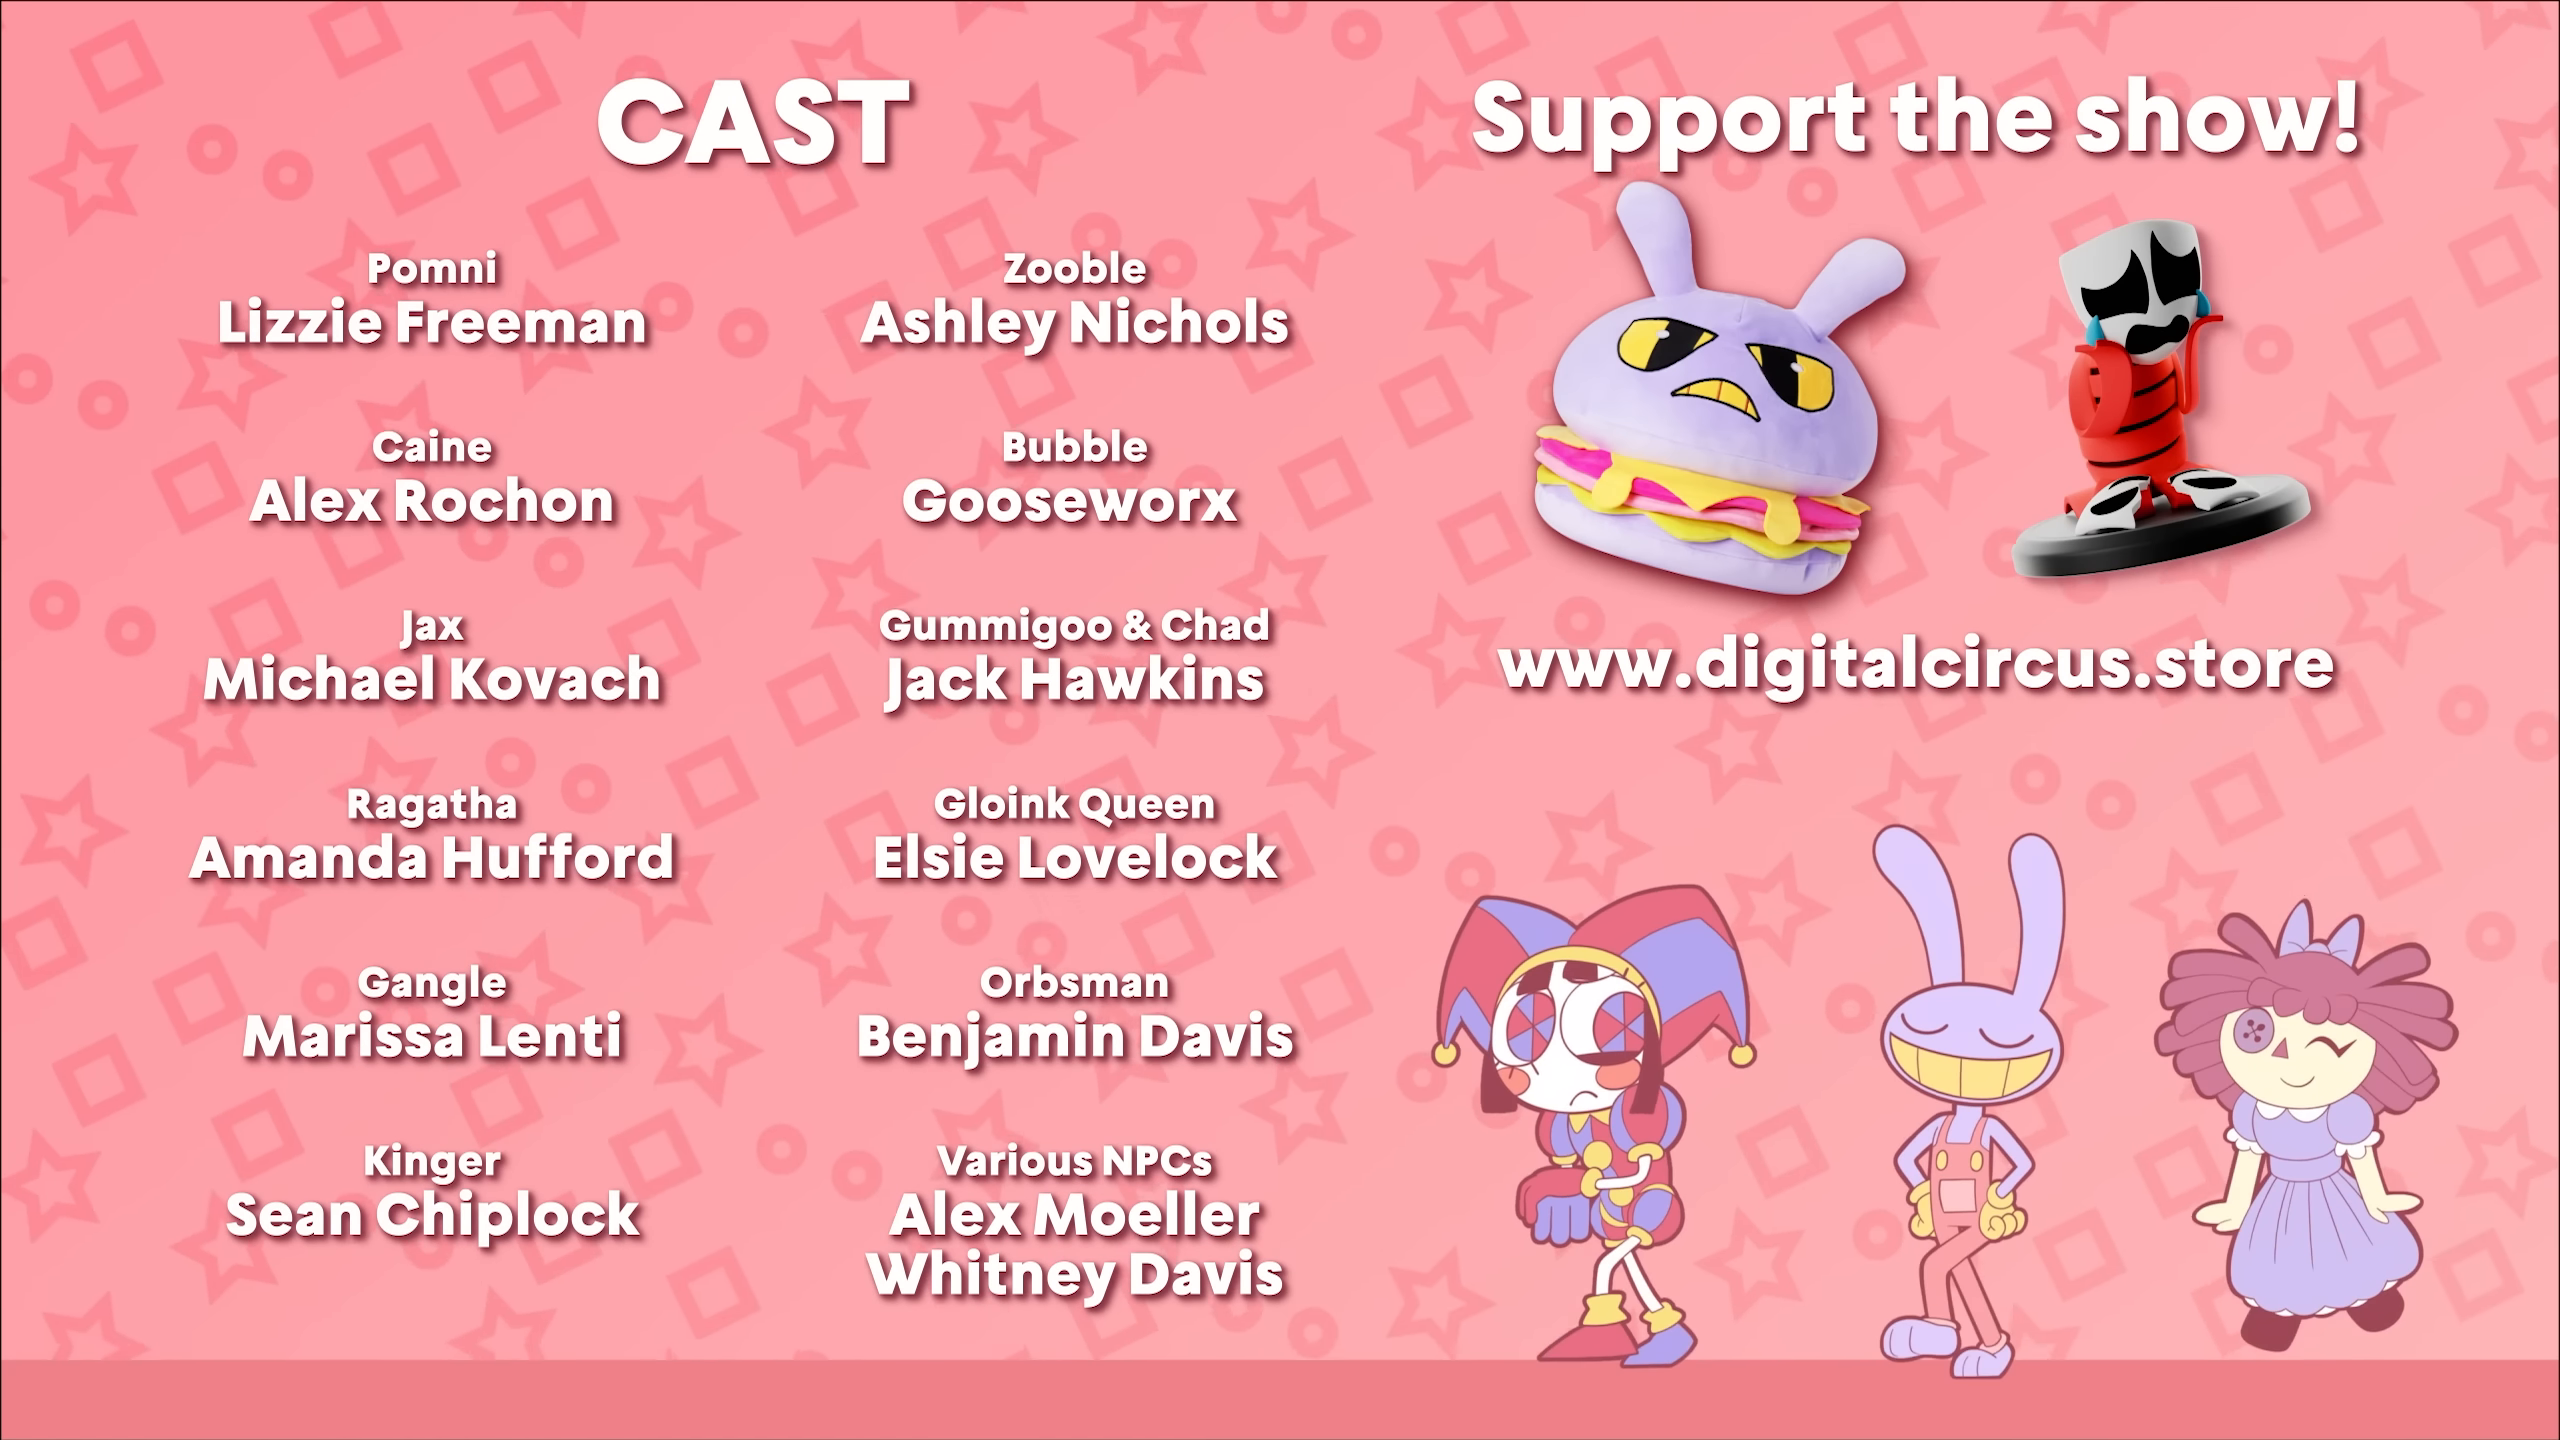 CAST
Pomni
Lizzie Freeman
Caine
Alex Rochon
Jax
Michael Kovach
Ragatha
Amanda Hufford
Gangle
Marissa Lenti
Kinger
Sean Chiplock
Zooble
Ashley Nichols
Bubble
Gooseworx
Gummigoo & Chad
Jack Hawkins
Gloink Queen
Elsie Lovelock
Orbsman
Benjamin Davis
Various NPCs
Alex Moeller
Whitney Davis
Support the show!
www.digitalcircus.store